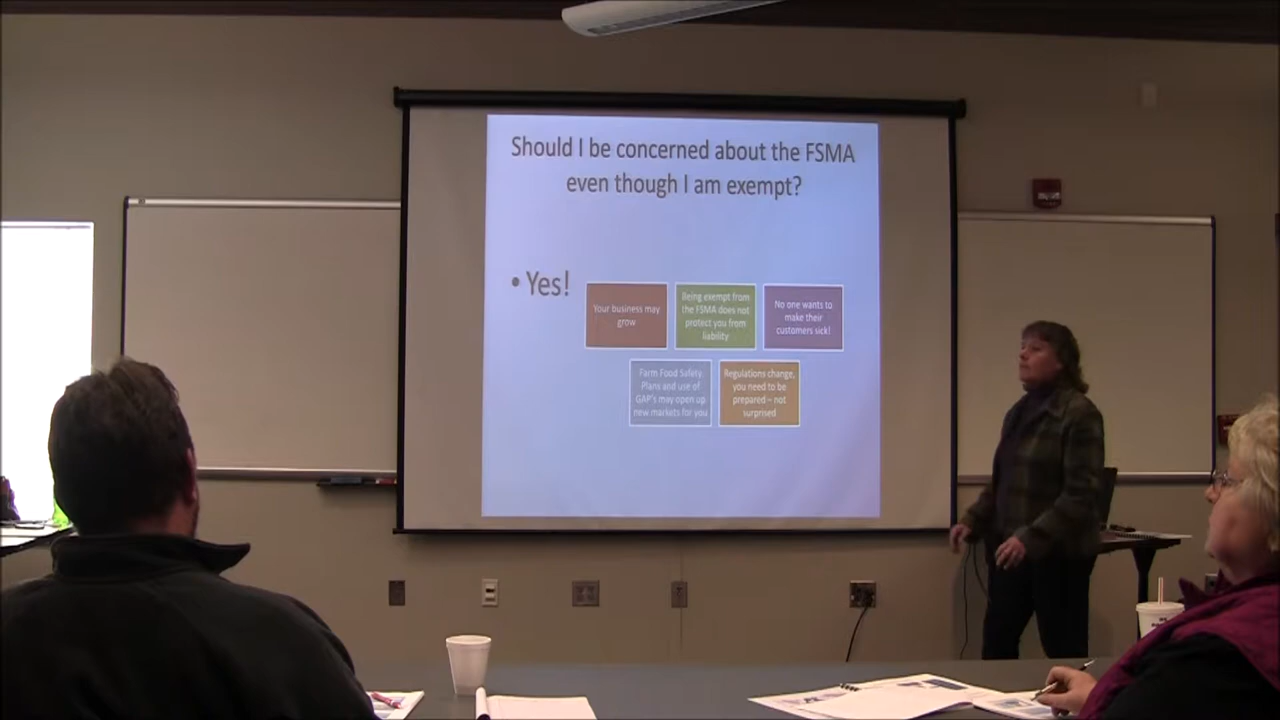 Should I be concerned about the FSMA
even though I am exempt?
• Yes!
Your business may
grow
Being exempt from
the FSMA does not
protect you from
liability
No one wants to
make their
customers sick!
Farm Food Safety
Plans and use of
GAP's may open up
new markets for you
Regulations change,
you need to be
prepared – not
surprised